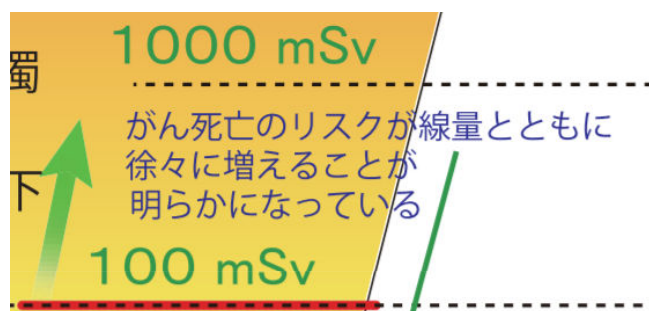 1000 mSv
がん死亡のリスクが線量とともに
徐々に増えることが
明らかになっている
下
100 mSv